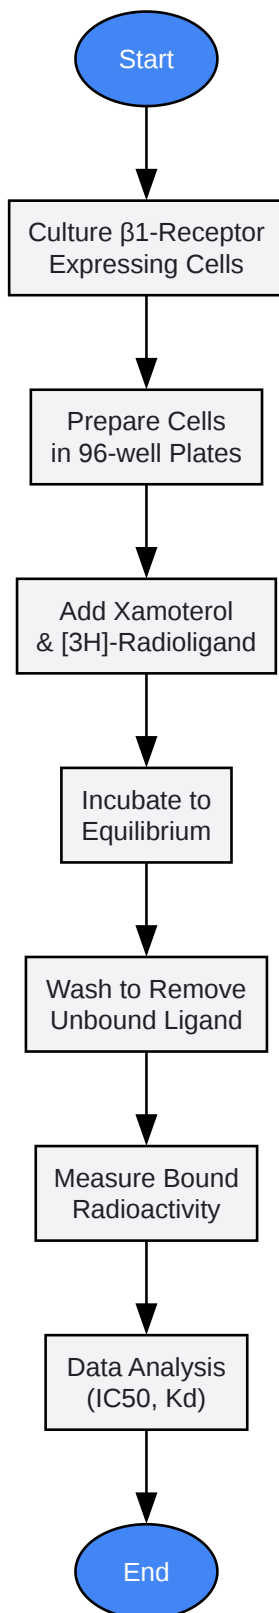 Start
Culture β1-Receptor
Expressing Cells
Prepare Cells
in 96-well Plates
Add Xamoterol
& [3H]-Radioligand
Incubate to
Equilibrium
Wash to Remove
Unbound Ligand
Measure Bound
Radioactivity
Data Analysis
(IC50, Kd)
End